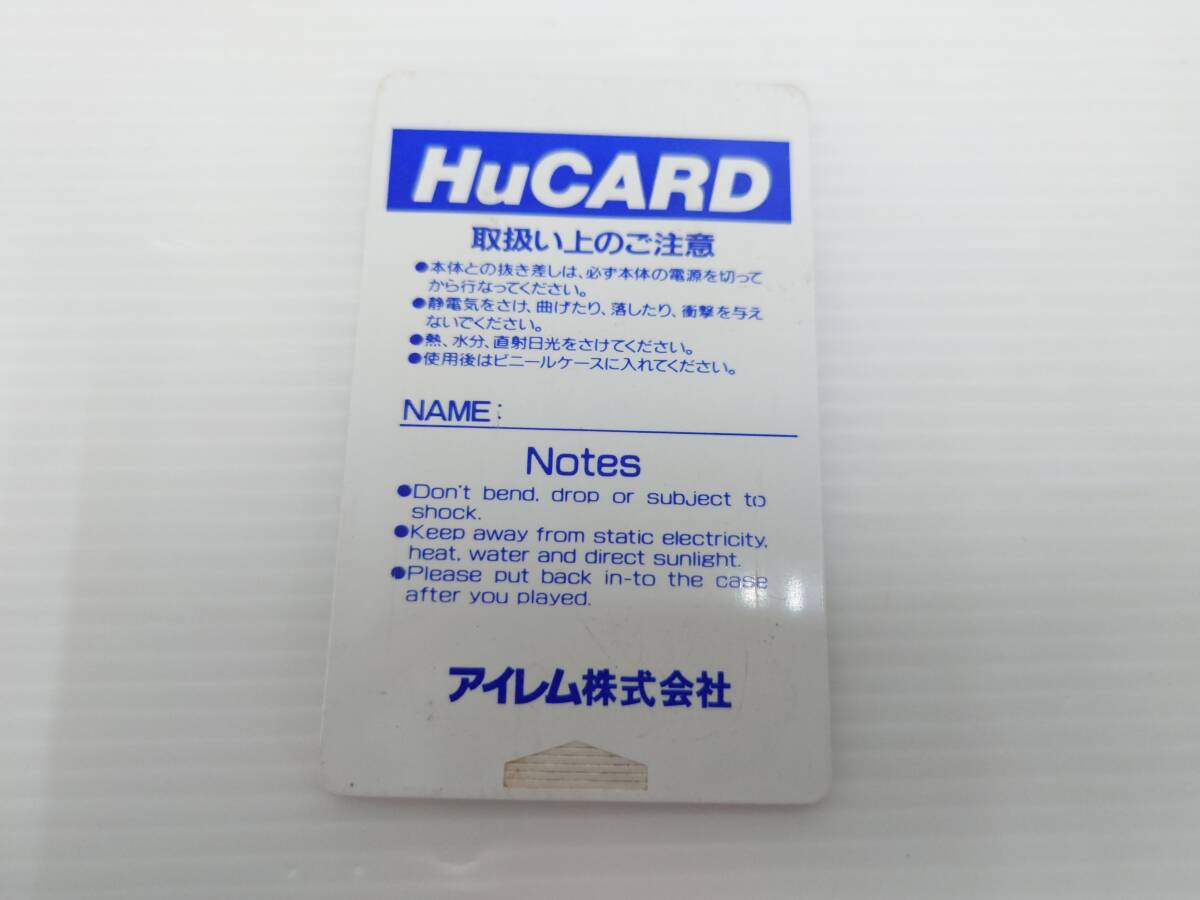 HuCARD
取扱い上のご注意
●本体との抜き差しは、必ず本体の電源を切って
から行なってください。
●静電気をさけ、曲げたり、落したり、衝撃を与え
ないでください。
●熱、水分、直射日光をさけてください。
●使用後はビニールケースに入れてください。
NAME:
Notes
●Don't bend, drop or subject to
shock.
●Keep away from static electricity,
heat, water and direct sunlight.
●Please put back in-to the case
after you played.
アイレム株式会社